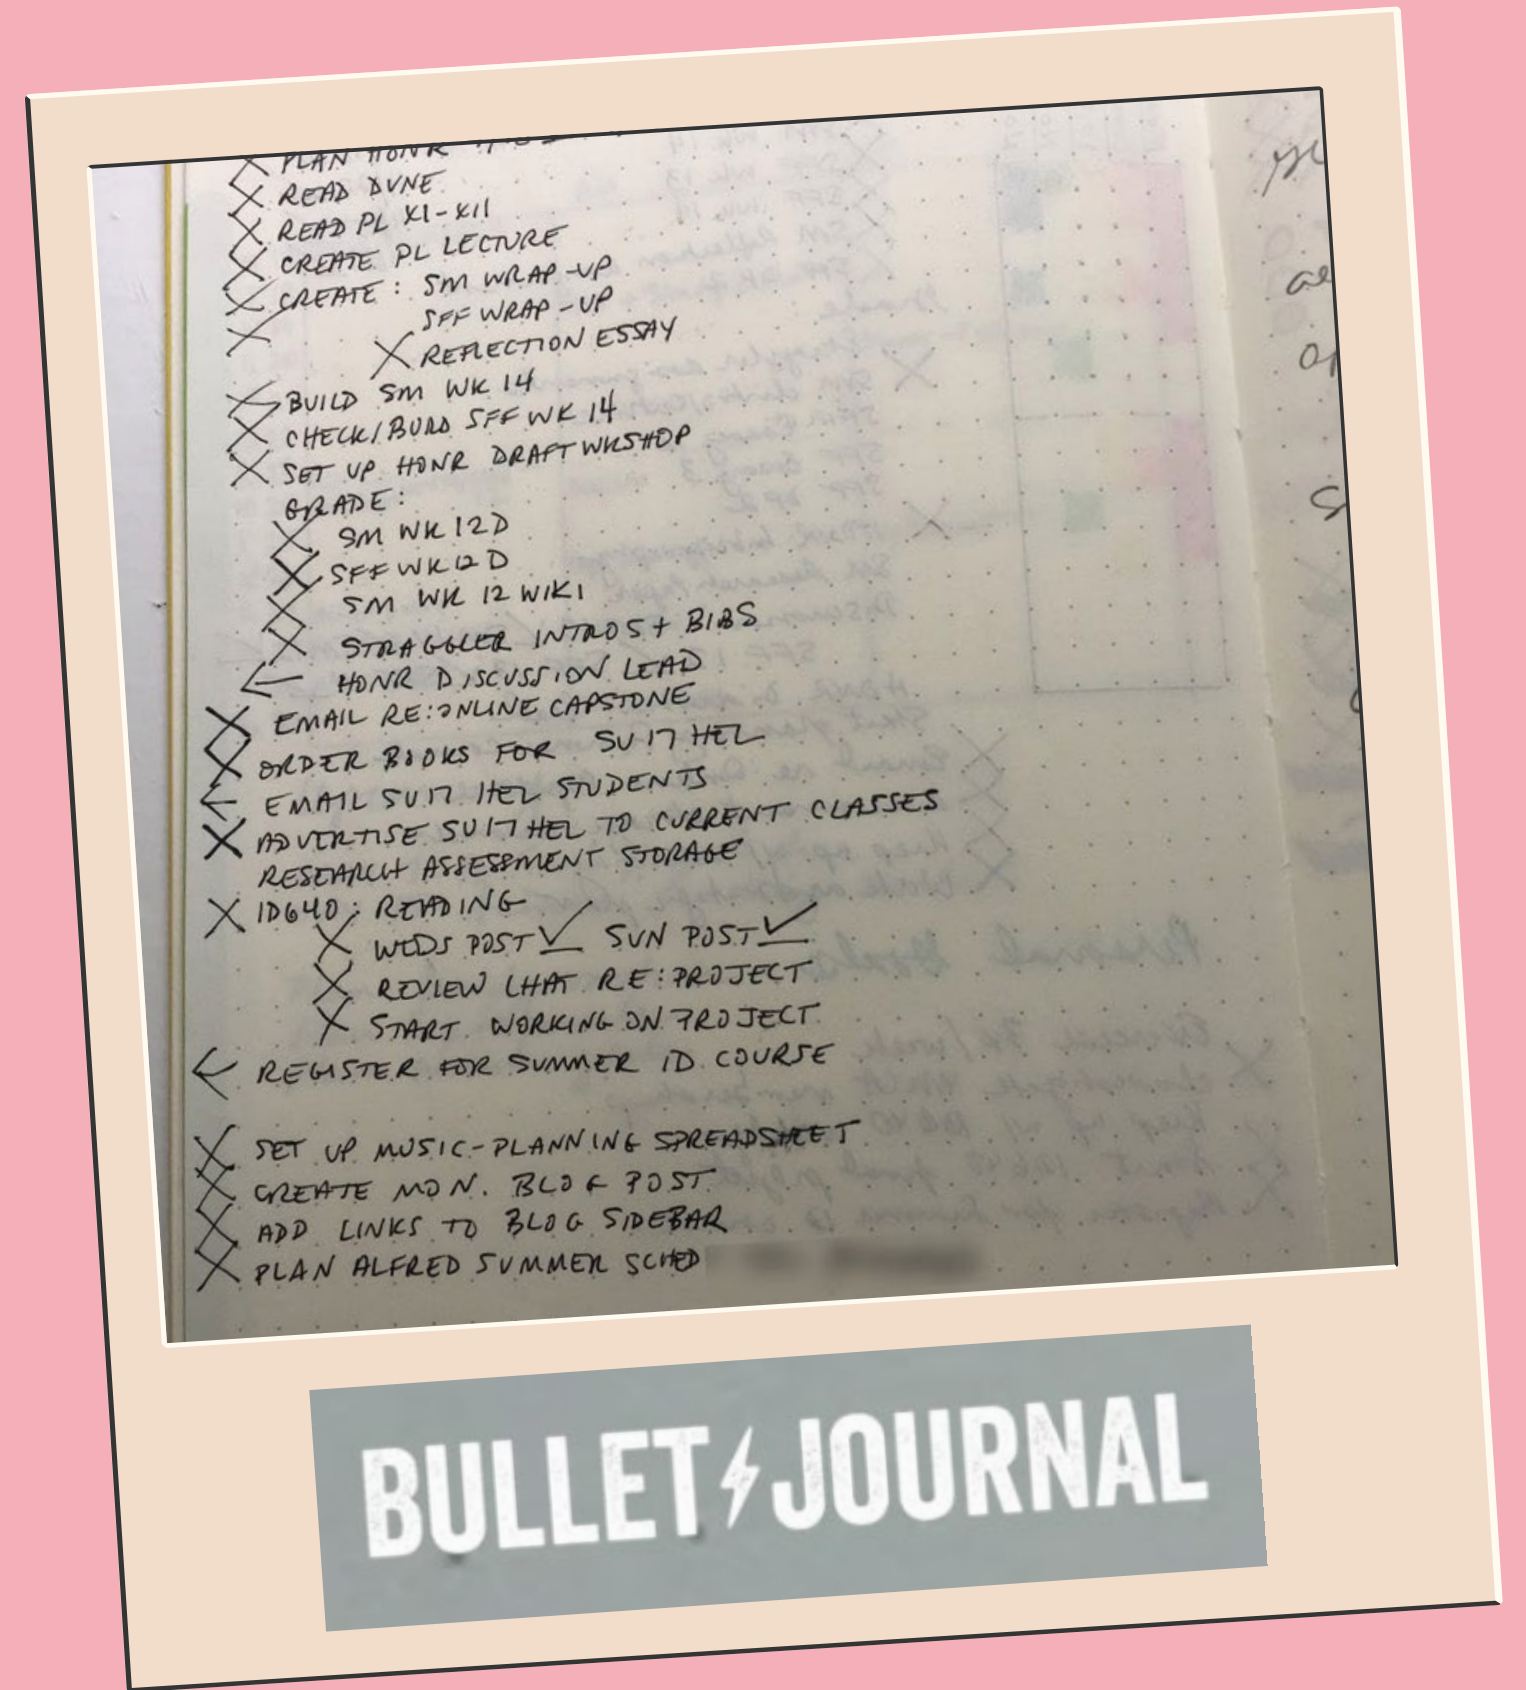 PLAN HONR
READ DUNE
READ PL XI-XII
CREATE PL LECTURE
CREATE: SM WRAP-UP
SFF WRAP-UP
REFLECTION ESSAY
BUILD SM WK 14
CHECK/BUILD SFF WK 14
SET UP HONR DRAFT WKSHOP
GRADE:
SM WK 12 D
SFF WK 12 D
SM WK 12 WIKI
STRAGGLER INTROS + BIBS
HONR DISCUSSION LEAD
EMAIL RE: ONLINE CAPSTONE
ORDER BOOKS FOR SU17 HEL
EMAIL SU17 HEL STUDENTS
ADVERTISE SU17 HEL TO CURRENT CLASSES
RESEARCH ASSESSMENT STORAGE
ID640: READING
WEDS POST ✓ SUN POST ✓
REVIEW CHAT RE: PROJECT
START WORKING ON PROJECT
REGISTER FOR SUMMER ID COURSE
SET UP MUSIC-PLANNING SPREADSHEET
CREATE MON. BLOG POST
ADD LINKS TO BLOG SIDEBAR
PLAN ALFRED SUMMER SCHED
BULLET JOURNAL